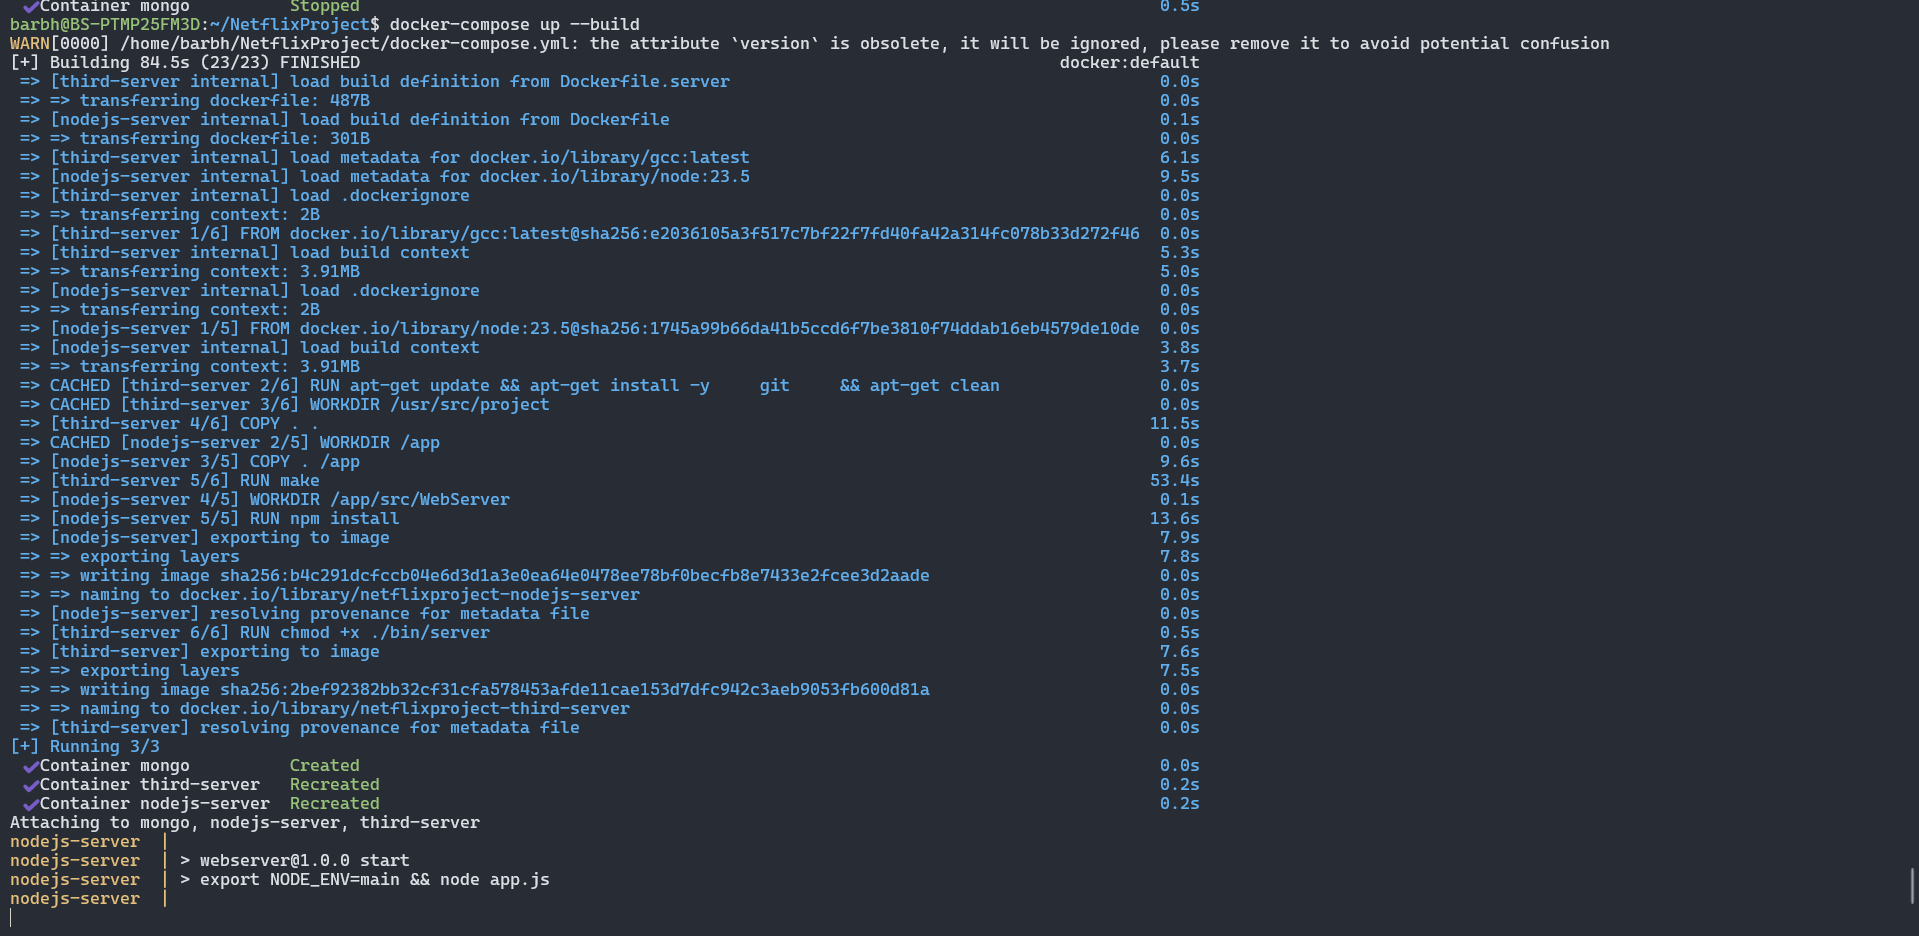 ✔Container mongo Stopped 0.5s
barbh@BS-PTMP25FM3D:~/NetflixProject$ docker-compose up --build
WARN[0000] /home/barbh/NetflixProject/docker-compose.yml: the attribute `version` is obsolete, it will be ignored, please remove it to avoid potential confusion
[+] Building 84.5s (23/23) FINISHED docker:default
=> [third-server internal] load build definition from Dockerfile.server 0.0s
=> => transferring dockerfile: 487B 0.0s
=> [nodejs-server internal] load build definition from Dockerfile 0.1s
=> => transferring dockerfile: 301B 0.0s
=> [third-server internal] load metadata for docker.io/library/gcc:latest 6.1s
=> [nodejs-server internal] load metadata for docker.io/library/node:23.5 9.5s
=> [third-server internal] load .dockerignore 0.0s
=> => transferring context: 2B 0.0s
=> [third-server 1/6] FROM docker.io/library/gcc:latest@sha256:e2036105a3f517c7bf22f7fd40fa42a314fc078b33d272f46 0.0s
=> [third-server internal] load build context 5.3s
=> => transferring context: 3.91MB 5.0s
=> [nodejs-server internal] load .dockerignore 0.0s
=> => transferring context: 2B 0.0s
=> [nodejs-server 1/5] FROM docker.io/library/node:23.5@sha256:1745a99b66da41b5ccd6f7be3810f74ddab16eb4579de10de 0.0s
=> [nodejs-server internal] load build context 3.8s
=> => transferring context: 3.91MB 3.7s
=> CACHED [third-server 2/6] RUN apt-get update && apt-get install -y git && apt-get clean 0.0s
=> CACHED [third-server 3/6] WORKDIR /usr/src/project 0.0s
=> [third-server 4/6] COPY . . 11.5s
=> CACHED [nodejs-server 2/5] WORKDIR /app 0.0s
=> [nodejs-server 3/5] COPY . /app 9.6s
=> [third-server 5/6] RUN make 53.4s
=> [nodejs-server 4/5] WORKDIR /app/src/WebServer 0.1s
=> [nodejs-server 5/5] RUN npm install 13.6s
=> [nodejs-server] exporting to image 7.9s
=> => exporting layers 7.8s
=> => writing image sha256:b4c291dcfccb04e6d3d1a3e0ea64e0478ee78bf0becfb8e7433e2fcee3d2aade 0.0s
=> => naming to docker.io/library/netflixproject-nodejs-server 0.0s
=> [nodejs-server] resolving provenance for metadata file 0.0s
=> [third-server 6/6] RUN chmod +x ./bin/server 0.5s
=> [third-server] exporting to image 7.6s
=> => exporting layers 7.5s
=> => writing image sha256:2bef92382bb32cf31cfa578453afde11cae153d7dfc942c3aeb9053fb600d81a 0.0s
=> => naming to docker.io/library/netflixproject-third-server 0.0s
=> [third-server] resolving provenance for metadata file 0.0s
[+] Running 3/3
✔Container mongo Created 0.0s
✔Container third-server Recreated 0.2s
✔Container nodejs-server Recreated 0.2s
Attaching to mongo, nodejs-server, third-server
nodejs-server |
nodejs-server | > webserver@1.0.0 start
nodejs-server | > export NODE_ENV=main && node app.js
nodejs-server |